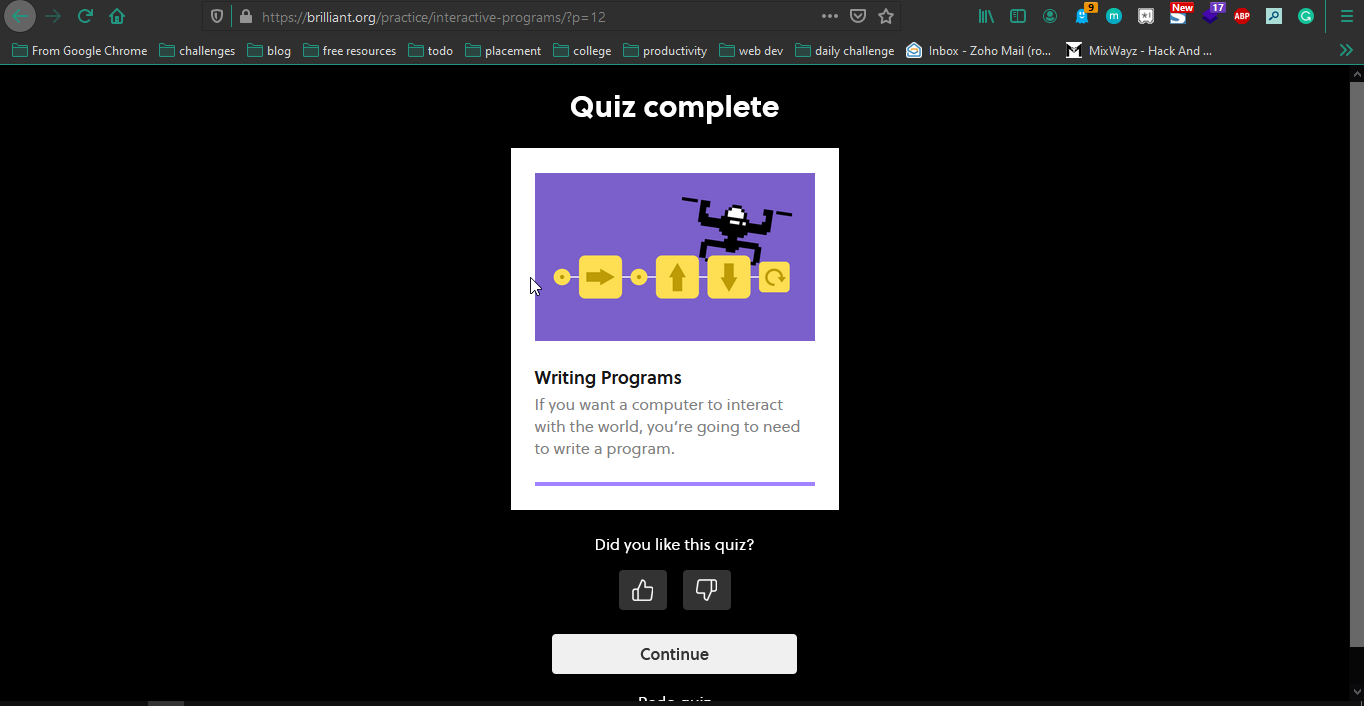 https://brilliant.org/practice/interactive-programs/?p=12
9
m
New
S
17
ABP
G
From Google Chrome challenges blog free resources todo placement college productivity web dev daily challenge Inbox - Zoho Mail (ro... MixWayz - Hack And ...
Quiz complete
Writing Programs
If you want a computer to interact
with the world, you’re going to need
to write a program.
Did you like this quiz?
Continue
Redo quiz